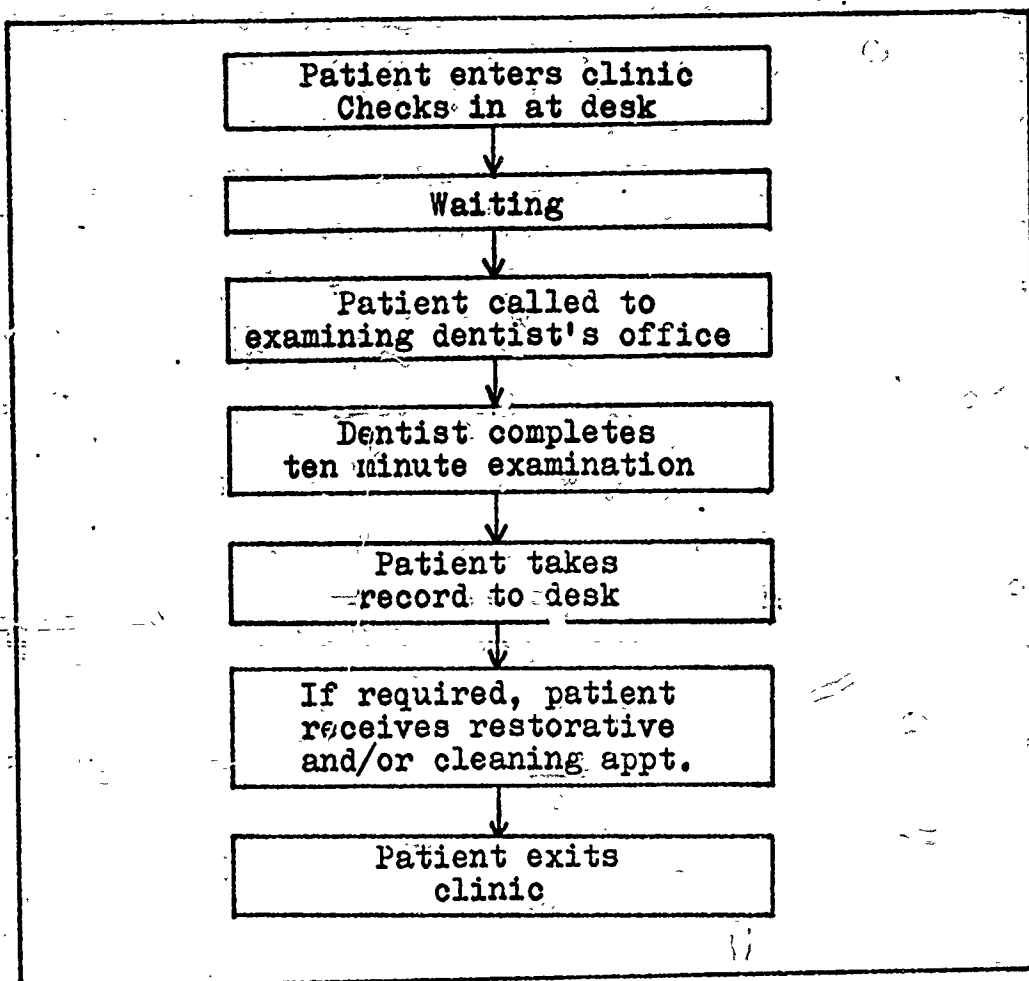 Patient enters clinic
Checks in at desk
Waiting
Patient called to
examining dentist's office
Dentist completes
ten minute examination
Patient takes
record to desk
If required, patient
receives restorative
and/or cleaning appt.
Patient exits
clinic